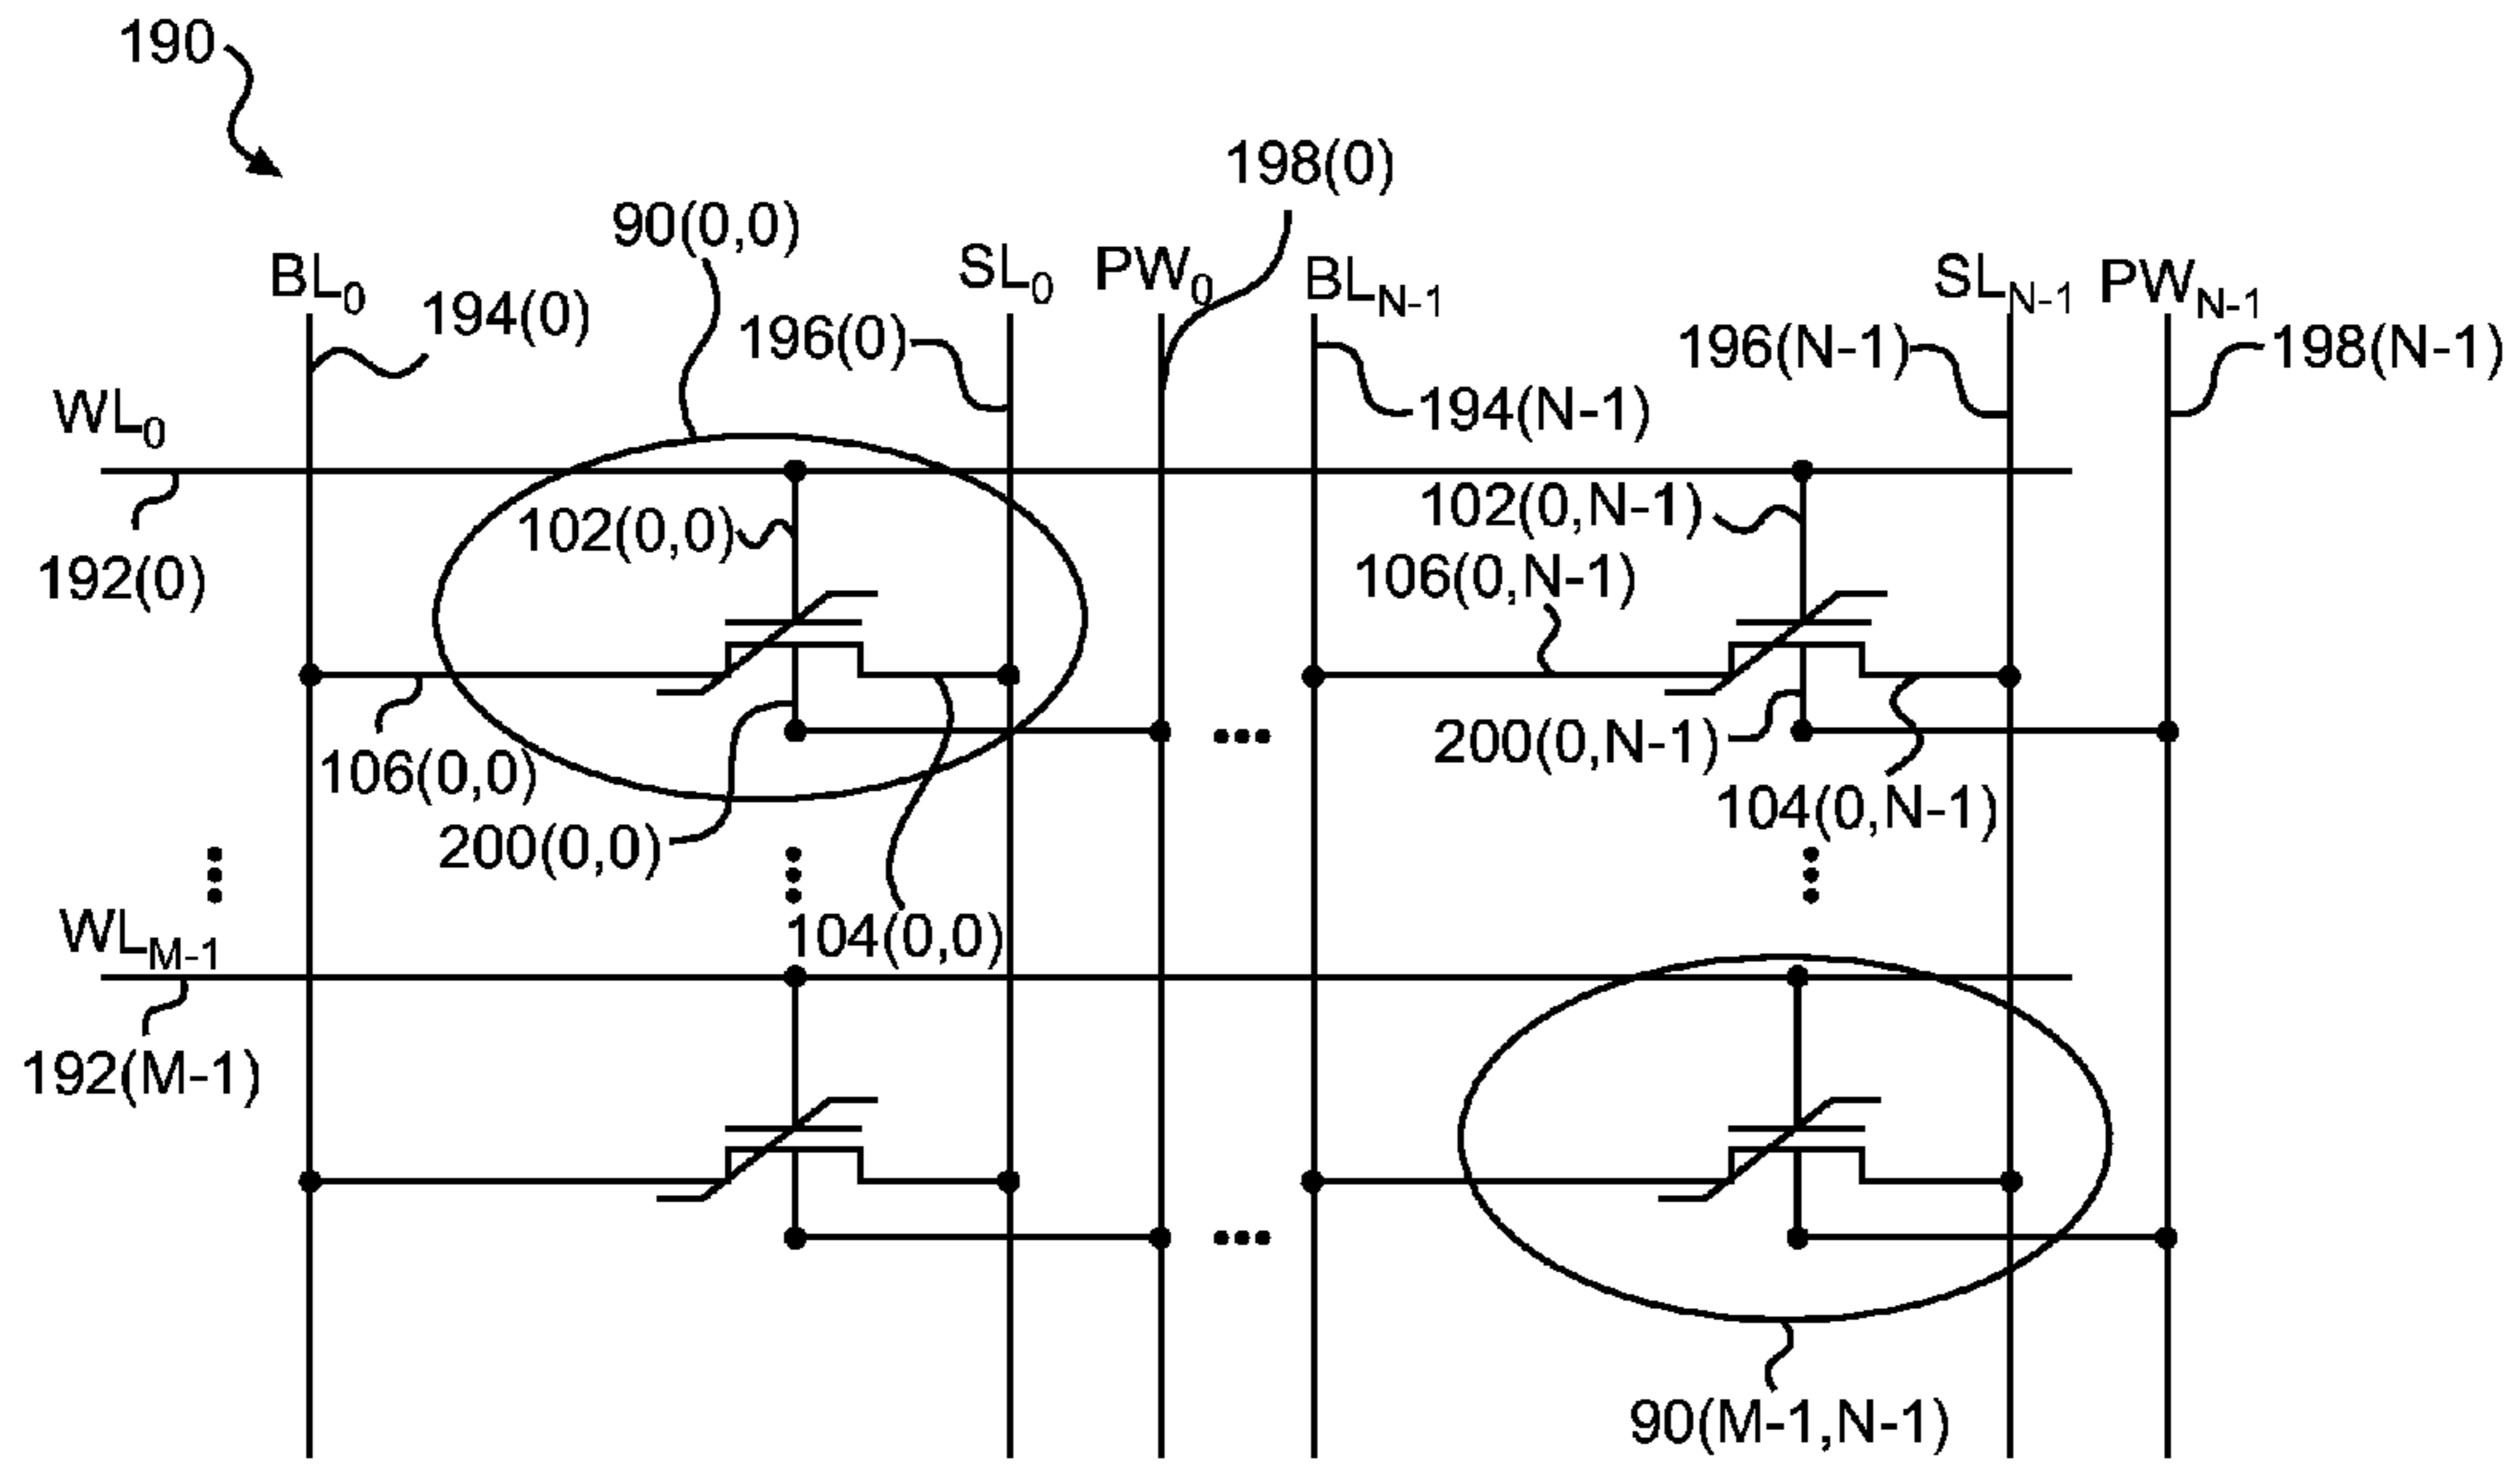 190
198(0)
90(0,0)
BL0
SL0
PW0
BLN-1
SLN-1
PWN-1
194(0)
196(0)
196(N-1)
198(N-1)
WL0
194(N-1)
102(0,0)
102(0,N-1)
192(0)
106(0,N-1)
106(0,0)
200(0,N-1)
104(0,N-1)
200(0,0)
WLM-1
104(0,0)
192(M-1)
90(M-1,N-1)